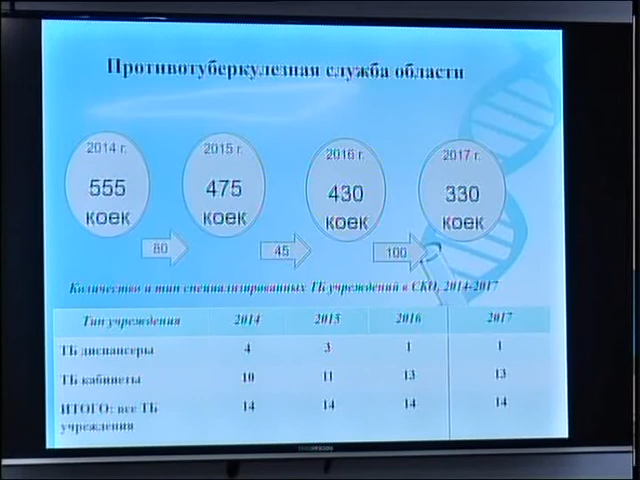 Противотуберкулезная служба области
2014 г. 2015 г. 2016 г. 2017 г.
555 475 430 330
коек коек коек коек
80 45 100
Количество и тип специализированных ТБ учреждений в СКО, 2014-2017
Тип учреждения 2014 2015 2016 2017
ТБ диспансеры 4 3 1 1
ТБ кабинеты 10 11 13 13
ИТОГО: все ТБ 14 14 14 14
учреждения
THOMSON